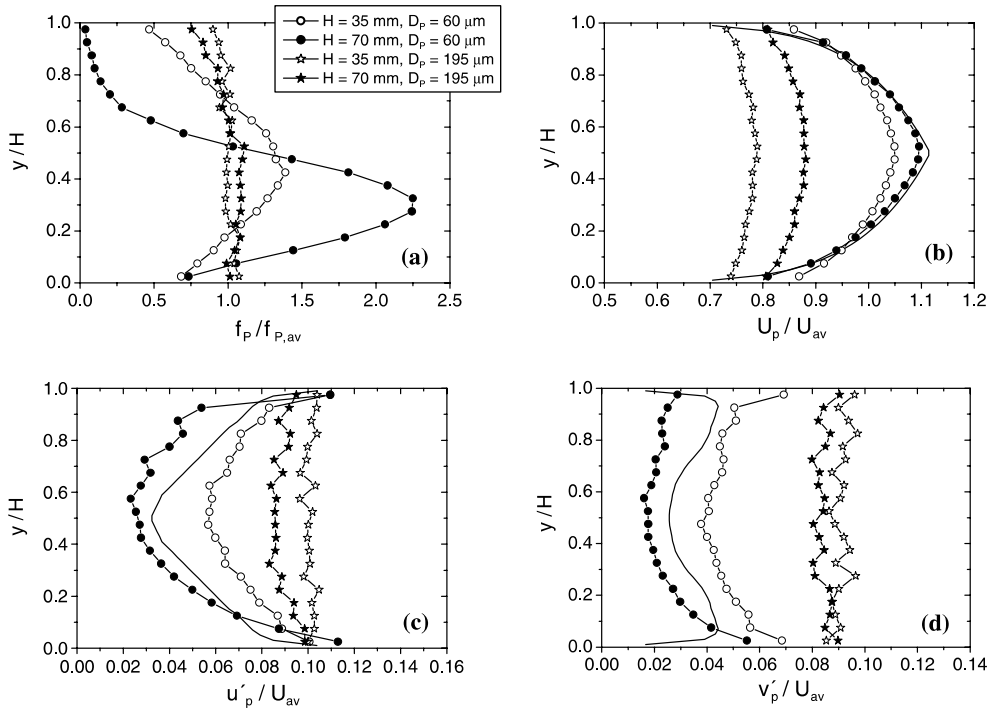 H = 35 mm, D_P = 60 μm
H = 70 mm, D_P = 60 μm
H = 35 mm, D_P = 195 μm
H = 70 mm, D_P = 195 μm
1.0
0.8
0.6
0.4
0.2
0.0
y / H
(a)
0.0 0.5 1.0 1.5 2.0 2.5
f_P / f_P,av
1.0
0.8
0.6
0.4
0.2
0.0
y / H
(b)
0.5 0.6 0.7 0.8 0.9 1.0 1.1 1.2
U_p / U_av
1.0
0.8
0.6
0.4
0.2
0.0
y / H
(c)
0.00 0.02 0.04 0.06 0.08 0.10 0.12 0.14 0.16
u´_p / U_av
1.0
0.8
0.6
0.4
0.2
0.0
y / H
(d)
0.00 0.02 0.04 0.06 0.08 0.10 0.12 0.14
v´_p / U_av